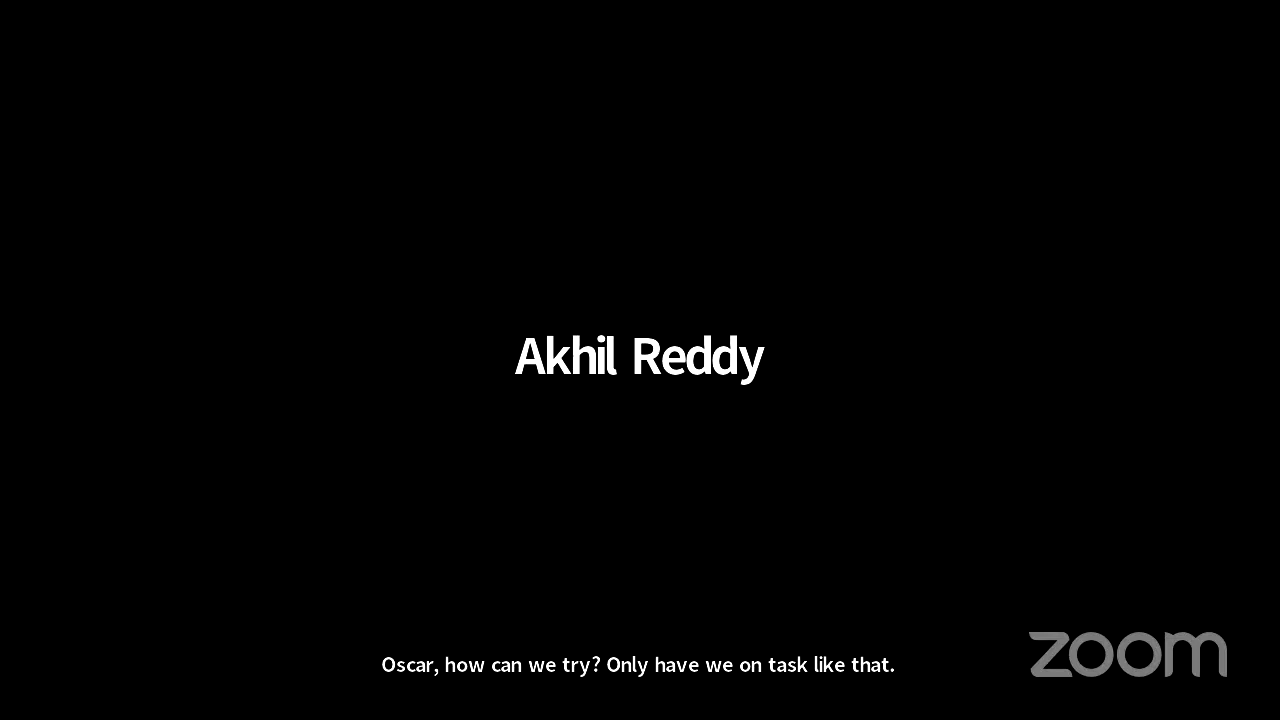 Akhil Reddy
Oscar, how can we try? Only have we on task like that.
zoom